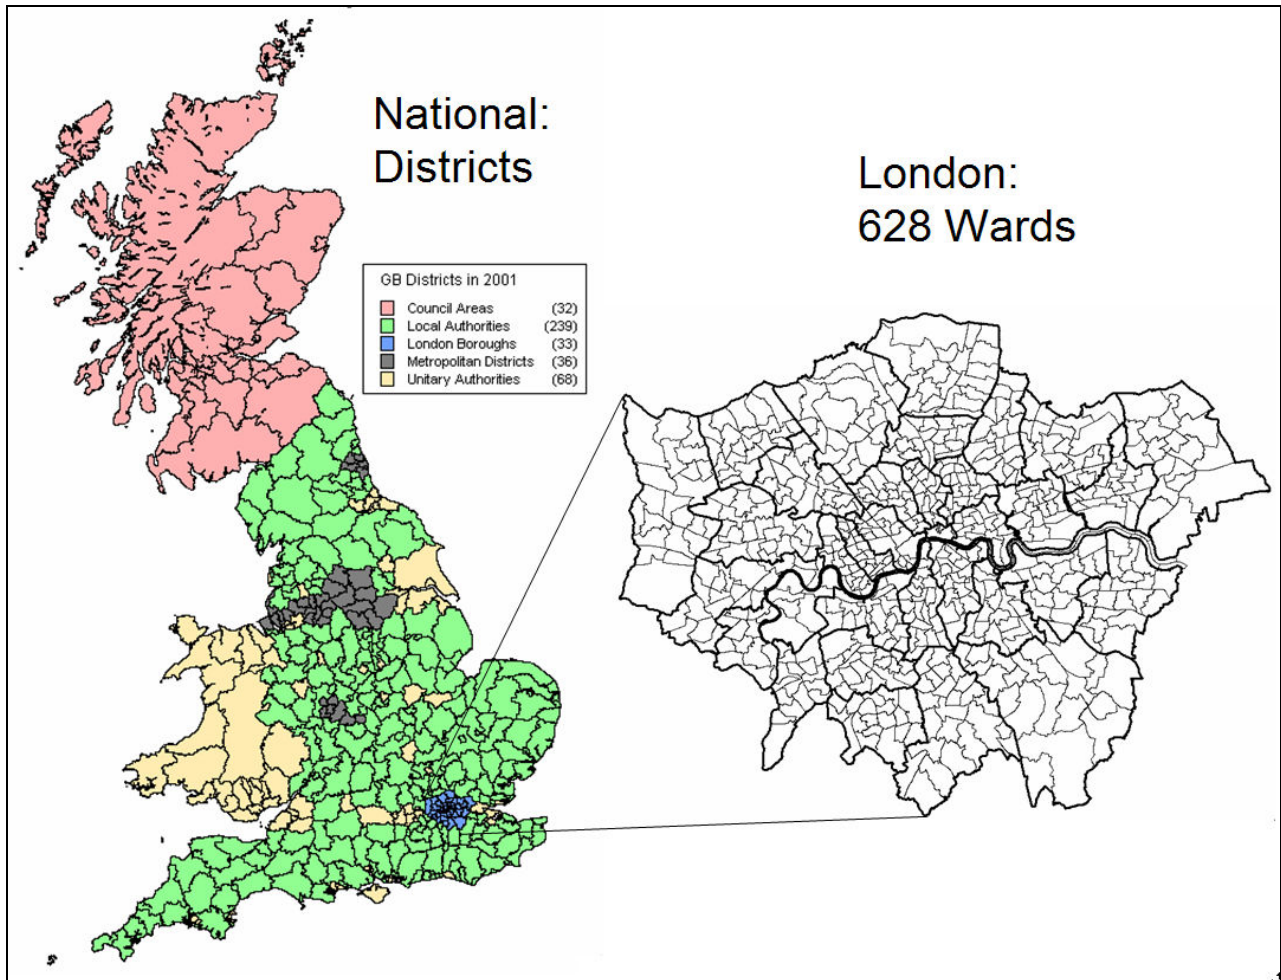 National:
Districts
London:
628 Wards
GB Districts in 2001
Council Areas (32)
Local Authorities (239)
London Boroughs (33)
Metropolitan Districts (36)
Unitary Authorities (68)